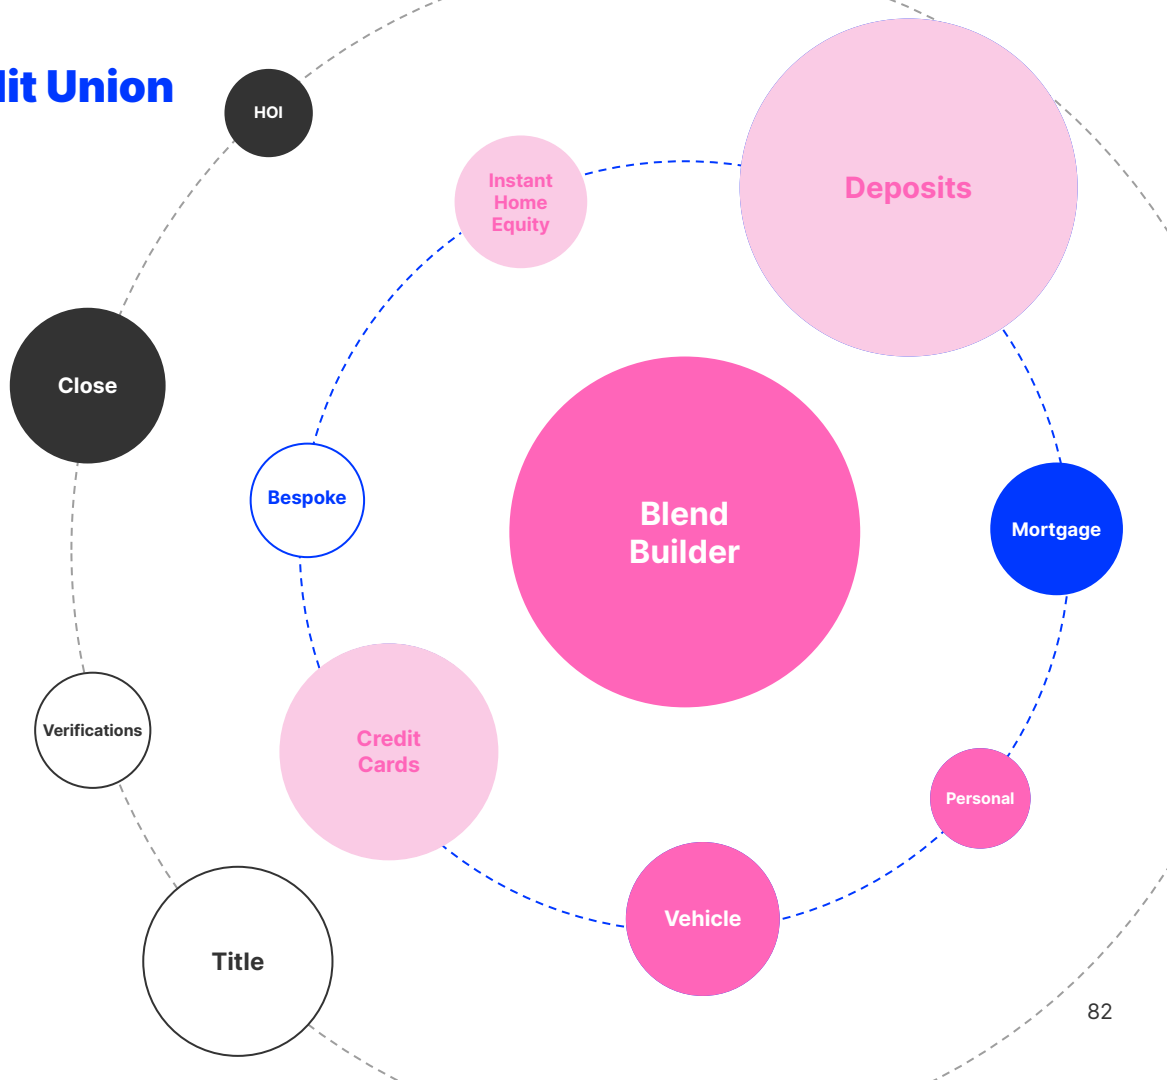 dit Union
HOI
Instant
Home
Equity
Deposits
Close
Bespoke
Blend
Builder
Mortgage
Verifications
Credit
Cards
Personal
Vehicle
Title
82